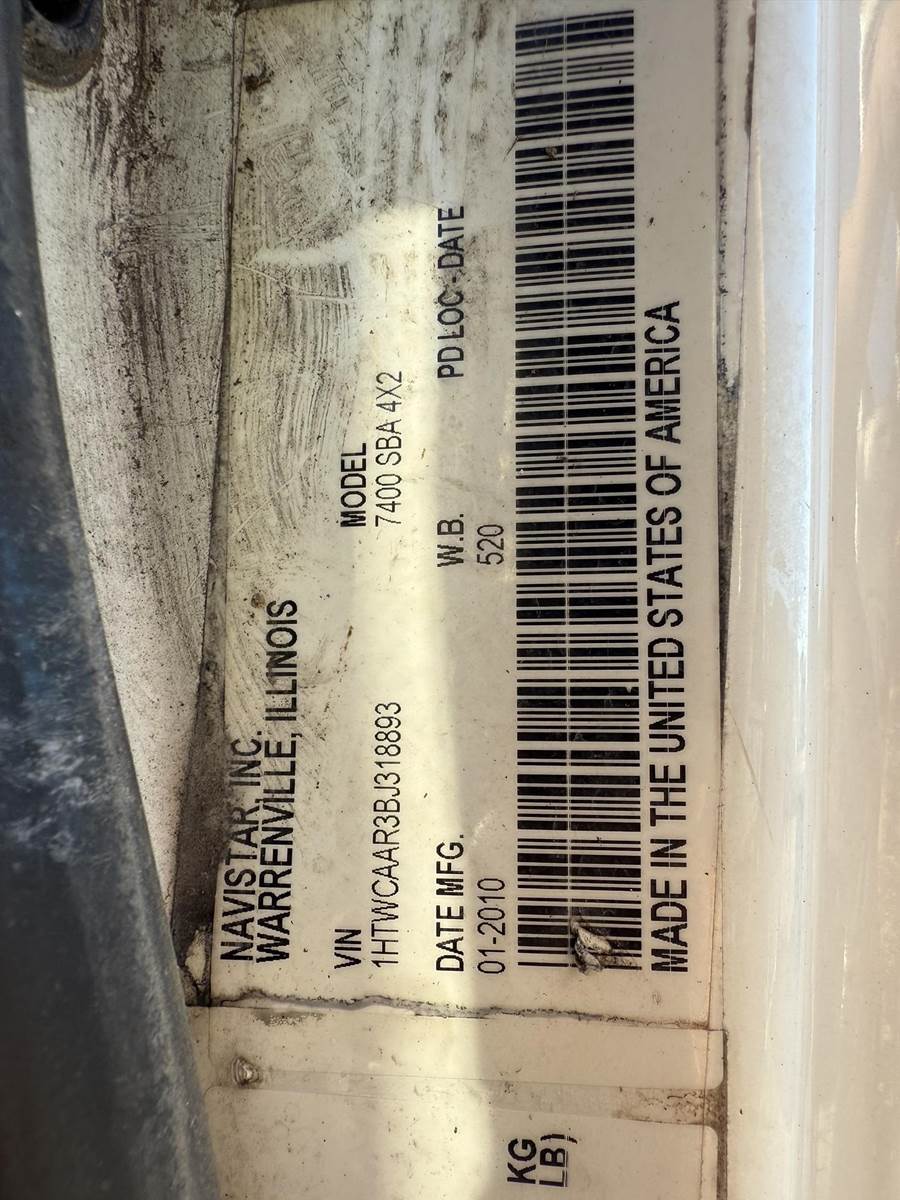 NAVISTAR, INC.
WARRENVILLE, ILLINOIS
VIN
1HTWCAAR3BJ318893
MODEL
7400 SBA 4X2
DATE MFG.
01-2010
W.B.
520
PD LOC - DATE
MADE IN THE UNITED STATES OF AMERICA
KG
LB)